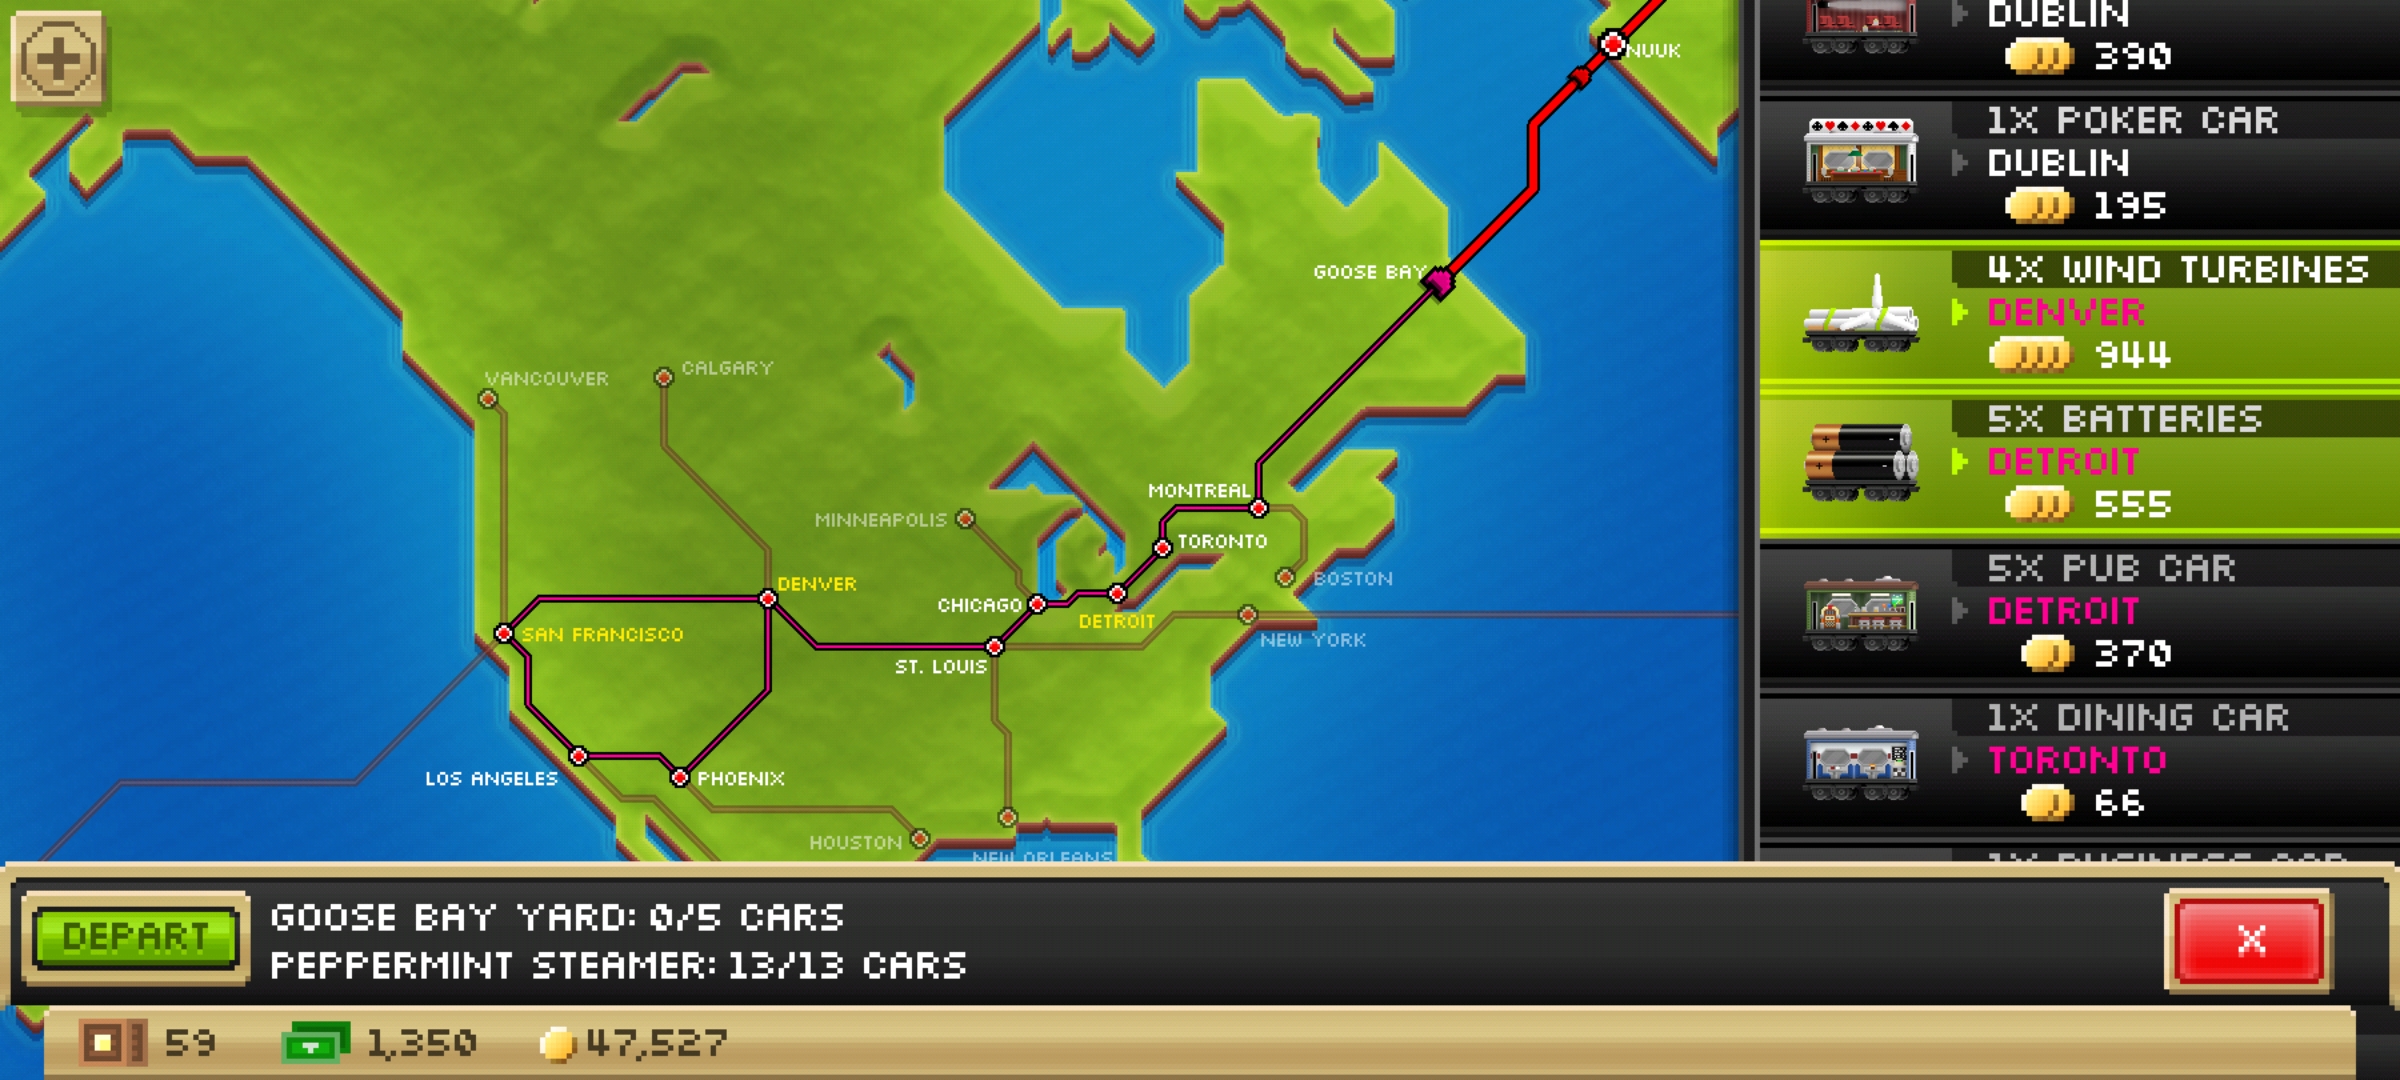 NUUK
GOOSE BAY
VANCOUVER
CALGARY
MONTREAL
MINNEAPOLIS
TORONTO
BOSTON
DENVER
CHICAGO
DETROIT
SAN FRANCISCO
NEW YORK
ST. LOUIS
LOS ANGELES
PHOENIX
HOUSTON
NEW ORLEANS
DUBLIN
390
1X POKER CAR
DUBLIN
195
4X WIND TURBINES
DENVER
944
5X BATTERIES
DETROIT
555
5X PUB CAR
DETROIT
370
1X DINING CAR
TORONTO
66
1X BUSINESS CAR
DEPART
GOOSE BAY YARD: 0/5 CARS
PEPPERMINT STEAMER: 13/13 CARS
X
59
1,350
47,527